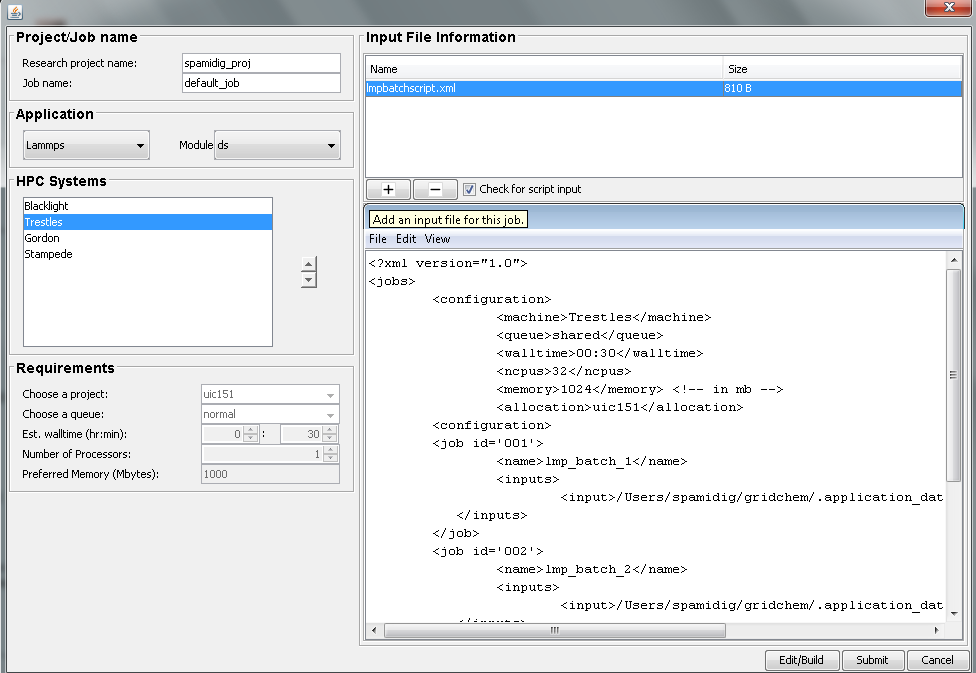 Project/Job name
Research project name: spamidig_proj
Job name: default_job
Application
Lammps Module ds
HPC Systems
Blacklight
Trestles
Gordon
Stampede
Requirements
Choose a project: uic151
Choose a queue: normal
Est. walltime (hr:min): 0 : 30
Number of Processors: 1
Preferred Memory (Mbytes): 1000
Input File Information
Name Size
lmpbatchscript.xml 810 B
+ − Check for script input
Add an input file for this job.
File Edit View
<?xml version="1.0">
<jobs>
<configuration>
<machine>Trestles</machine>
<queue>shared</queue>
<walltime>00:30</walltime>
<ncpus>32</ncpus>
<memory>1024</memory> <!-- in mb -->
<allocation>uic151</allocation>
<configuration>
<job id='001'>
<name>lmp_batch_1</name>
<inputs>
<input>/Users/spamidig/gridchem/.application_dat
</inputs>
</job>
<job id='002'>
<name>lmp_batch_2</name>
<inputs>
<input>/Users/spamidig/gridchem/.application_dat
Edit/Build Submit Cancel